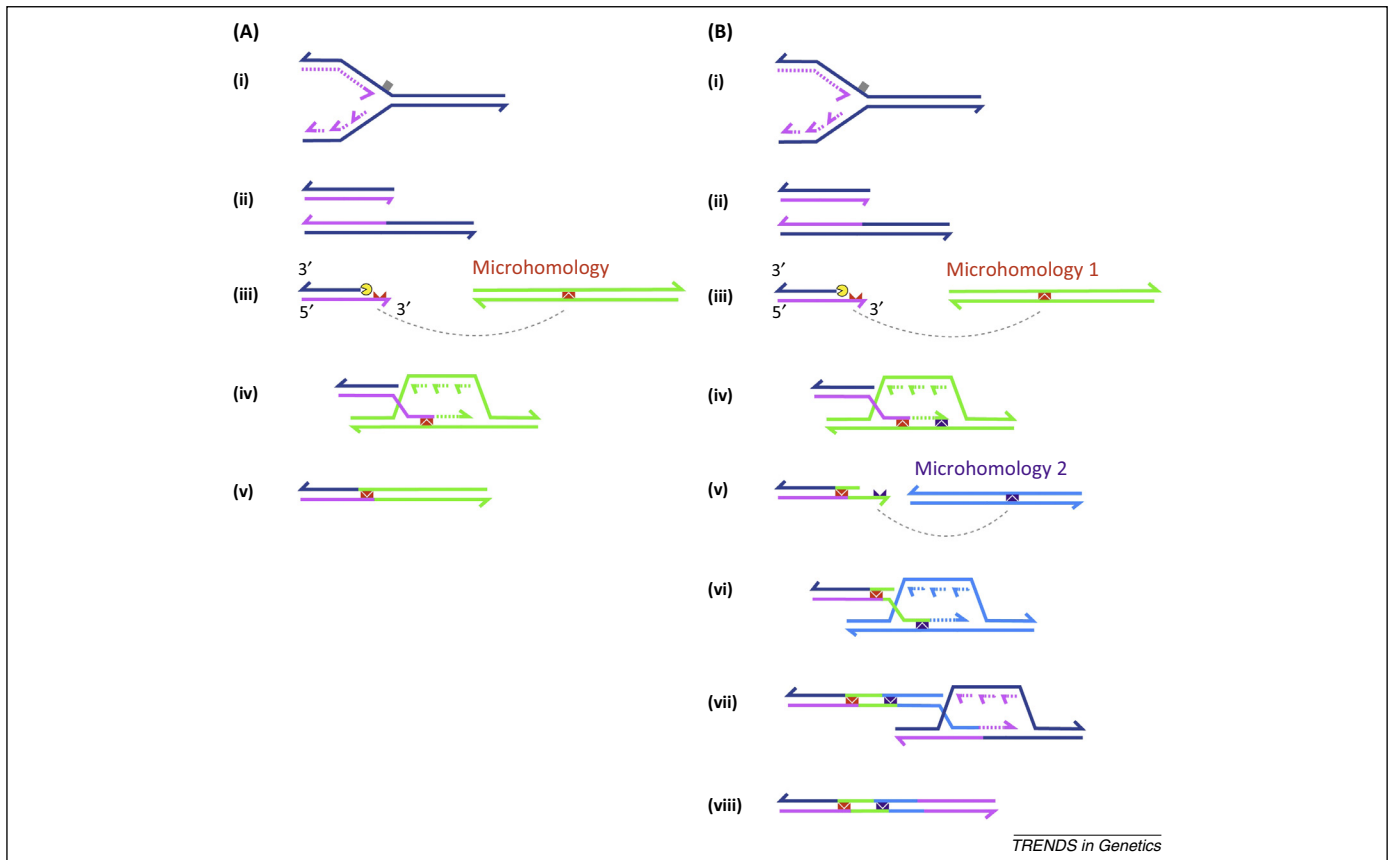 (A)
(i)
(ii)
Microhomology
3′
(iii)
5′
3′
(iv)
(v)
(B)
(i)
(ii)
Microhomology 1
3′
(iii)
5′
3′
(iv)
Microhomology 2
(v)
(vi)
(vii)
(viii)
TRENDS in Genetics